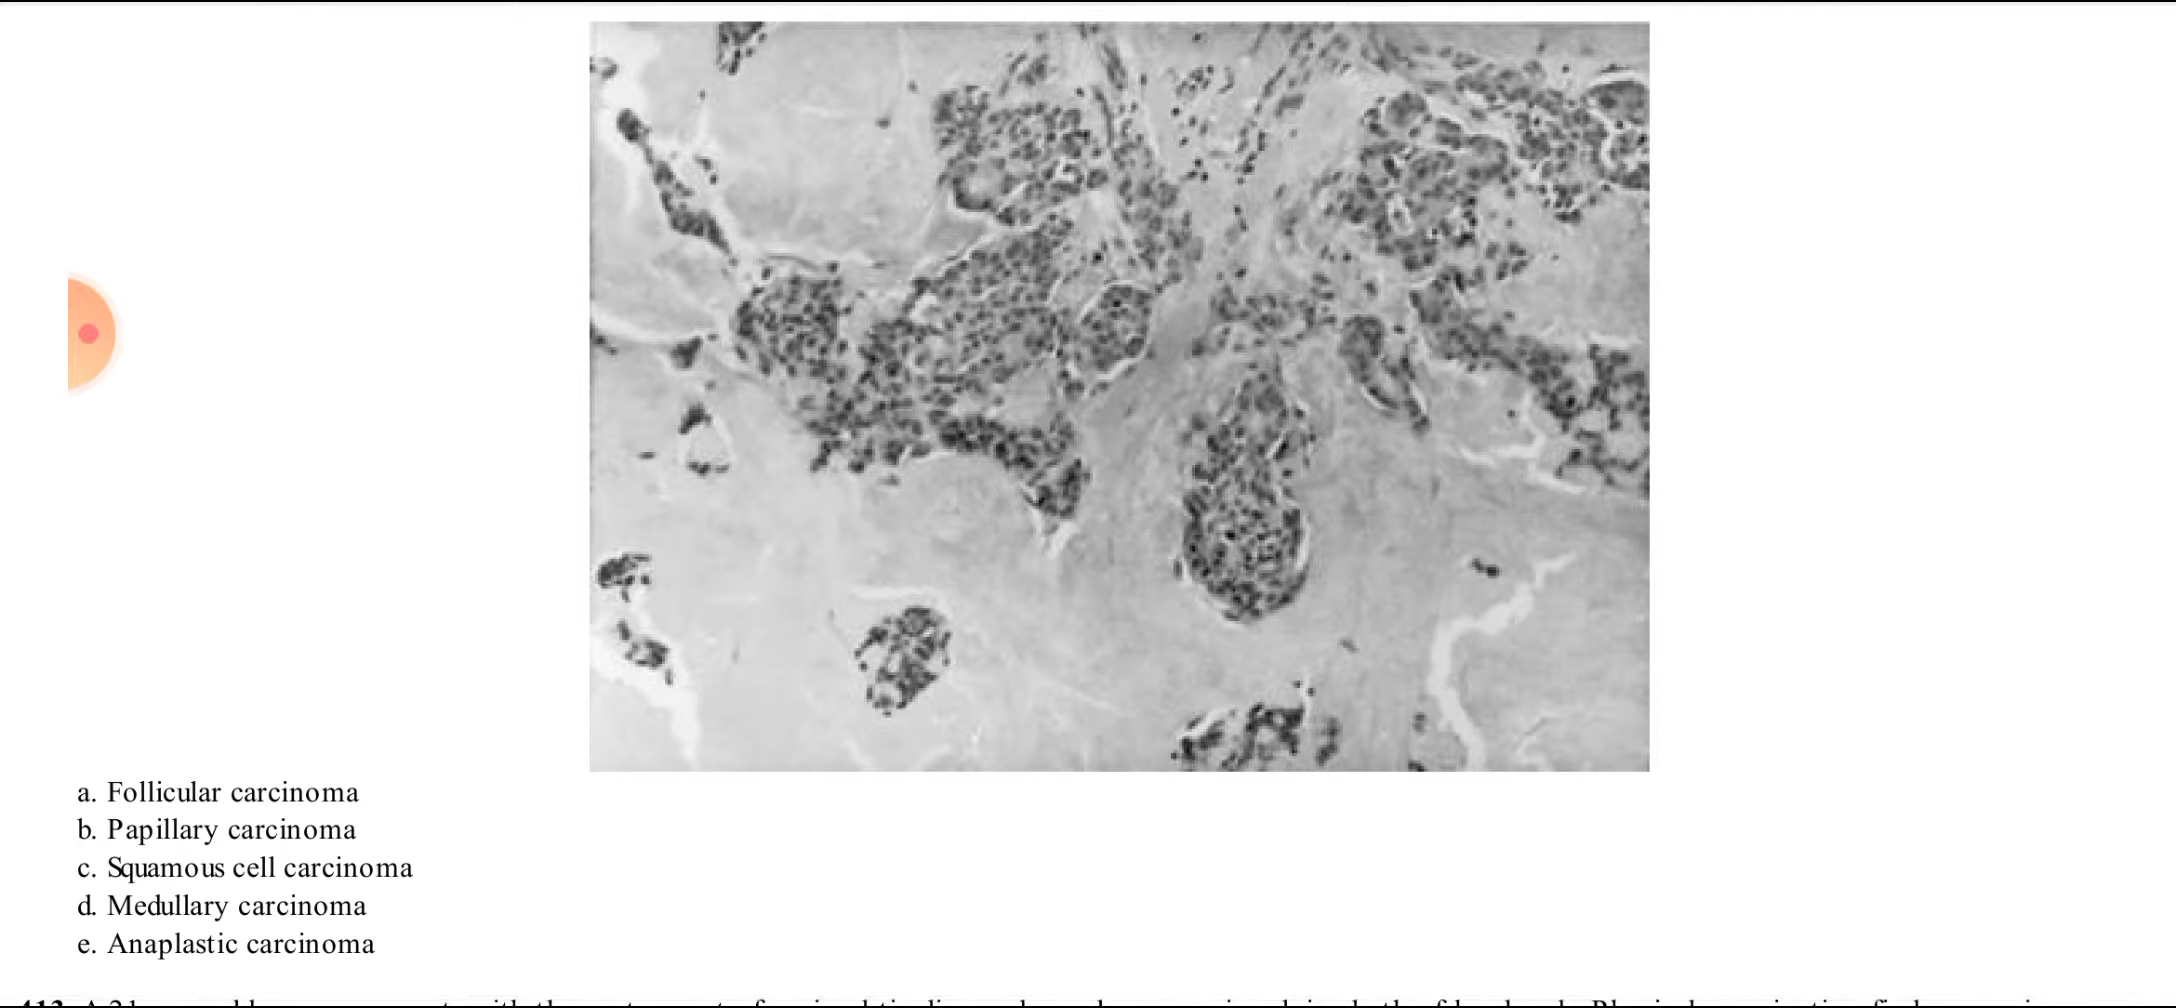 a. Follicular carcinoma
b. Papillary carcinoma
c. Squamous cell carcinoma
d. Medullary carcinoma
e. Anaplastic carcinoma